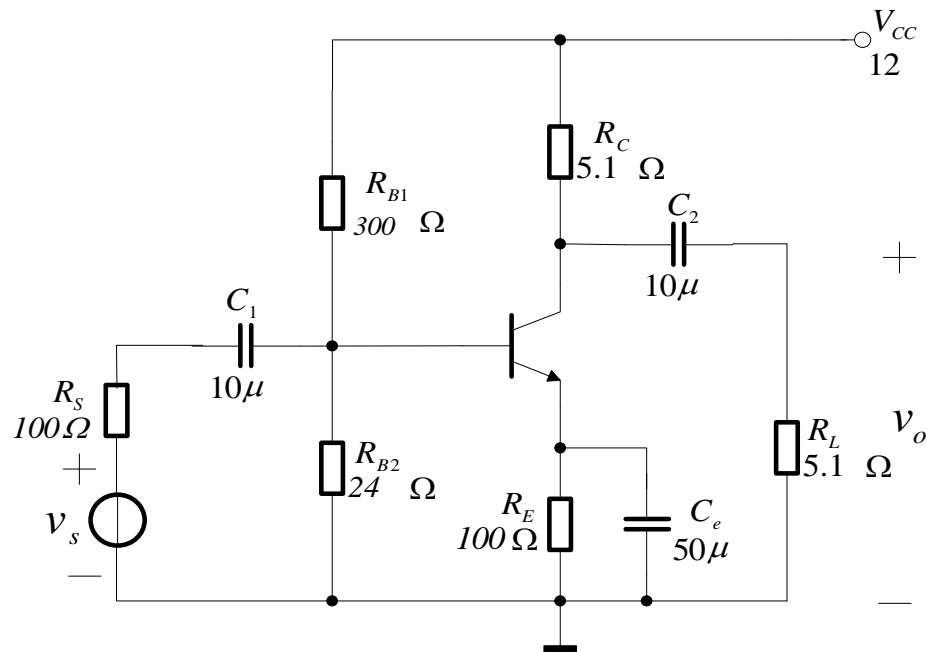 V_CC
12
R_C
5.1 Ω
R_B1
300 Ω
C_2
10μ
+
C_1
10μ
R_S
100Ω
+
v_s
—
R_B2
24 Ω
R_E
100Ω
C_e
50μ
R_L
5.1 Ω
v_o
—